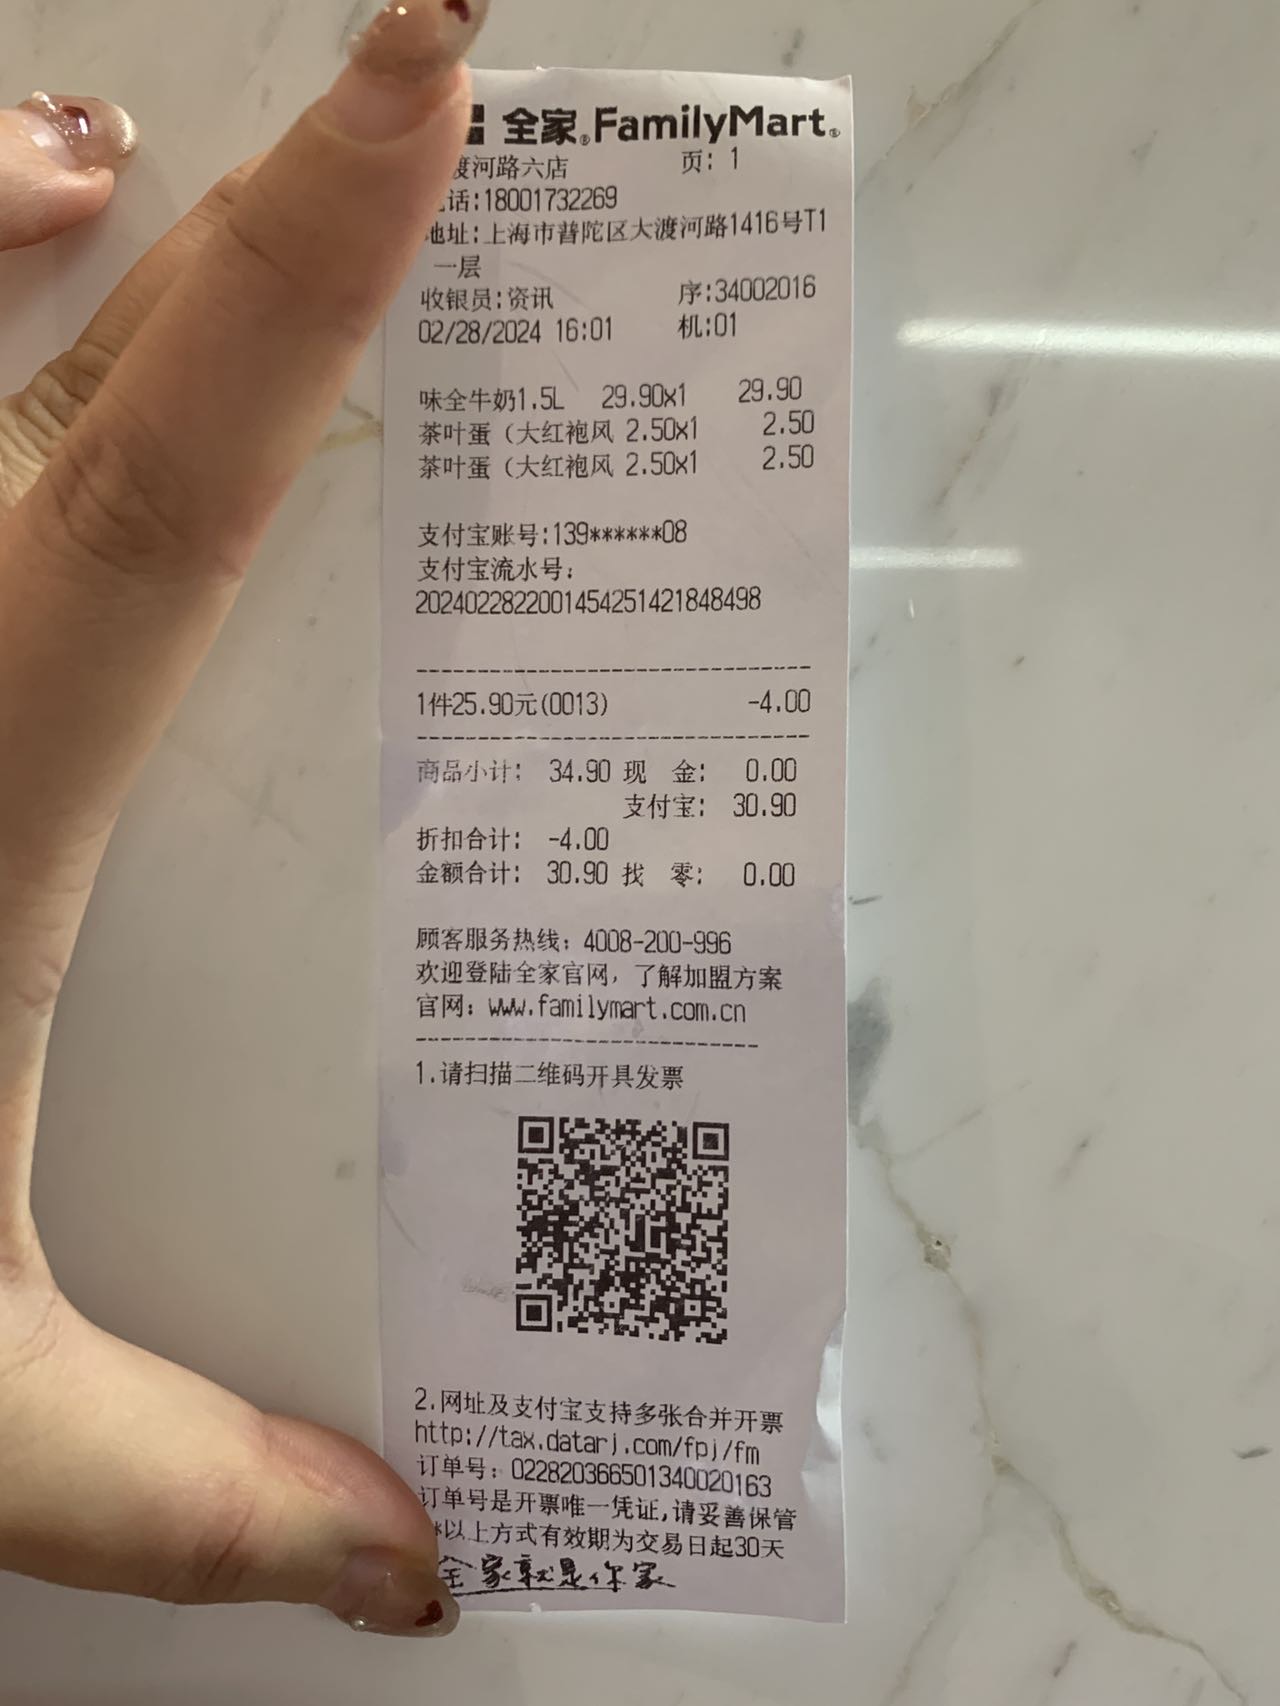 全家® FamilyMart®
渡河路六店 页: 1
话:18001732269
地址:上海市普陀区大渡河路1416号T1
一层
收银员:资讯 序:34002016
02/28/2024 16:01 机:01
味全牛奶1.5L 29.90x1 29.90
茶叶蛋（大红袍风 2.50x1 2.50
茶叶蛋（大红袍风 2.50x1 2.50
支付宝账号:139******08
支付宝流水号:
2024022822001454251421848498
1件25.90元(0013) -4.00
商品小计: 34.90 现 金: 0.00
支付宝: 30.90
折扣合计: -4.00
金额合计: 30.90 找 零: 0.00
顾客服务热线: 4008-200-996
欢迎登陆全家官网，了解加盟方案
官网: www.familymart.com.cn
1.请扫描二维码开具发票
2.网址及支付宝支持多张合并开票
http://tax.datarj.com/fpj/fm
订单号: 022820366501340020163
订单号是开票唯一凭证,请妥善保管
*以上方式有效期为交易日起30天
全家就是你家